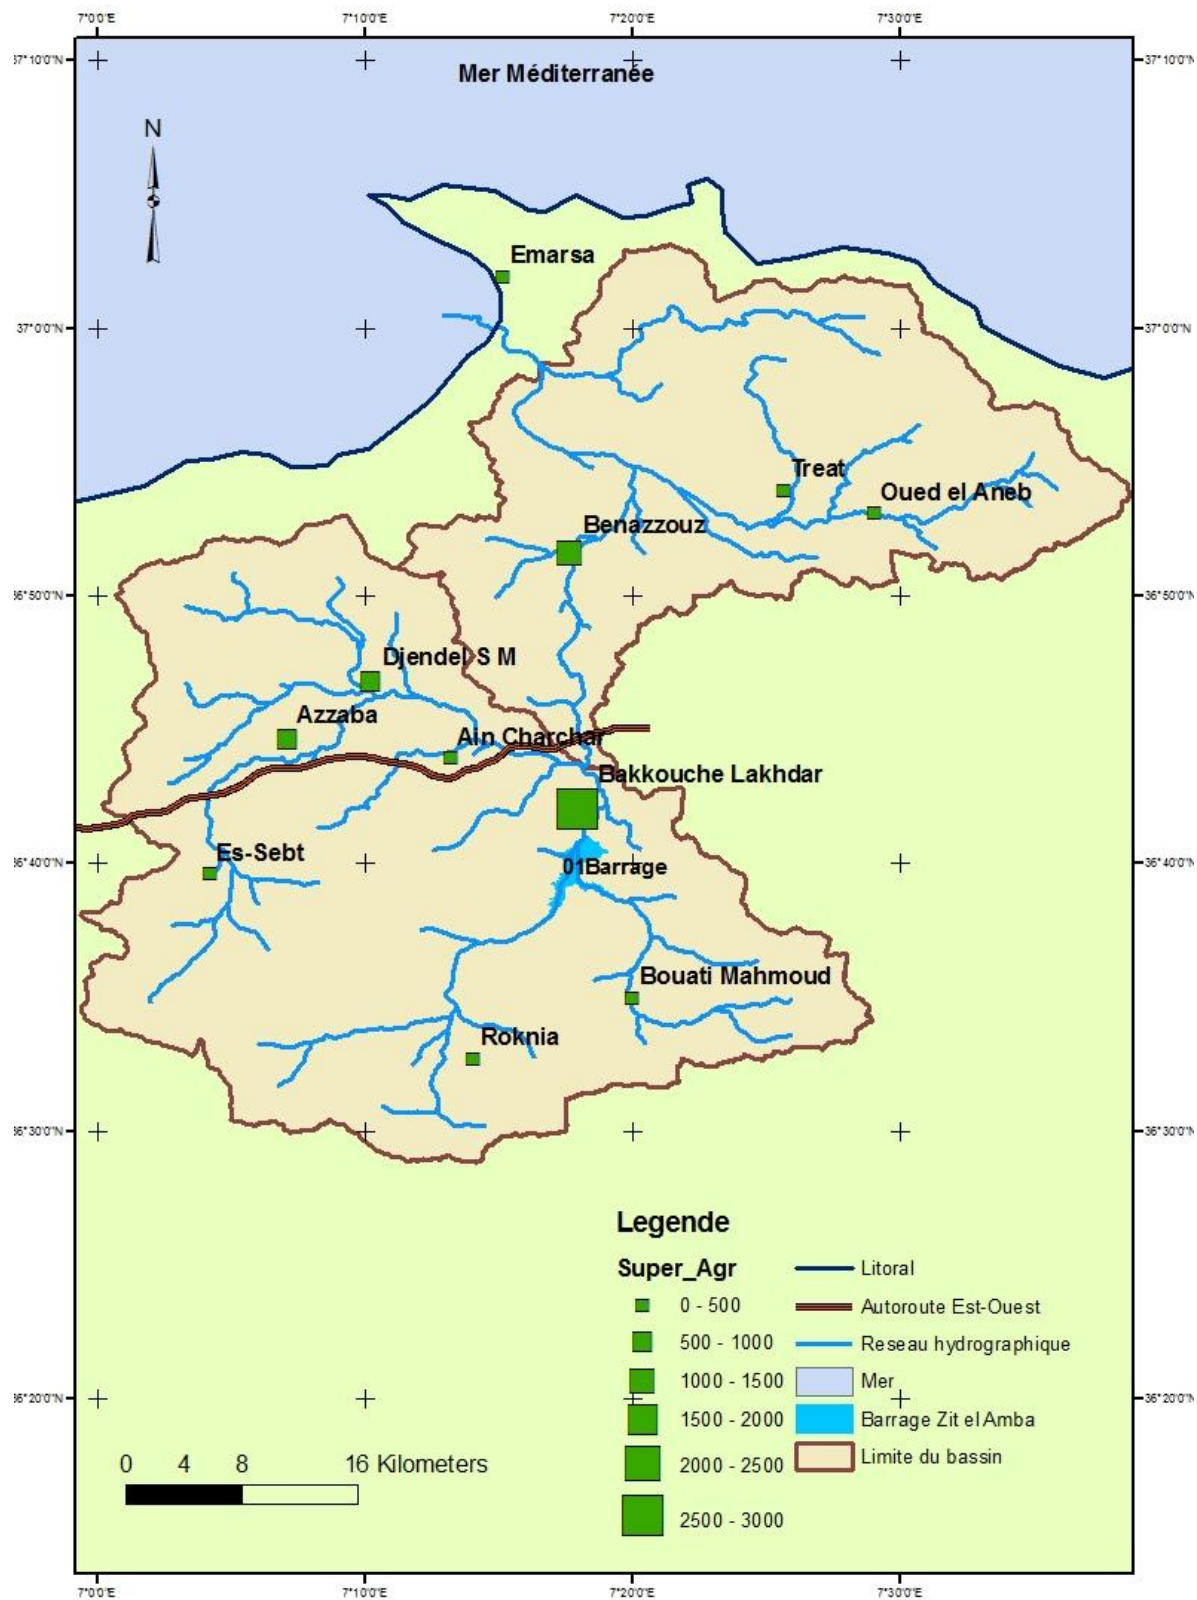 7°0'0"E 7°10'0"E 7°20'0"E 7°30'0"E
37°10'0"N 37°10'0"N
Mer Méditerranée
N
Emarsa
37°0'0"N 37°0'0"N
Treat
Oued el Aneb
Benazzouz
36°50'0"N 36°50'0"N
Djendel S M
Azzaba
Ain Charchar
Bakkouche Lakhdar
Es-Sebt
36°40'0"N 36°40'0"N
01Barrage
Bouati Mahmoud
Roknia
36°30'0"N 36°30'0"N
Legende
Super_Agr
0 - 500
500 - 1000
1000 - 1500
1500 - 2000
2000 - 2500
2500 - 3000
Litoral
Autoroute Est-Ouest
Reseau hydrographique
Mer
Barrage Zit el Amba
Limite du bassin
36°20'0"N 36°20'0"N
0 4 8 16 Kilometers
7°0'0"E 7°10'0"E 7°20'0"E 7°30'0"E